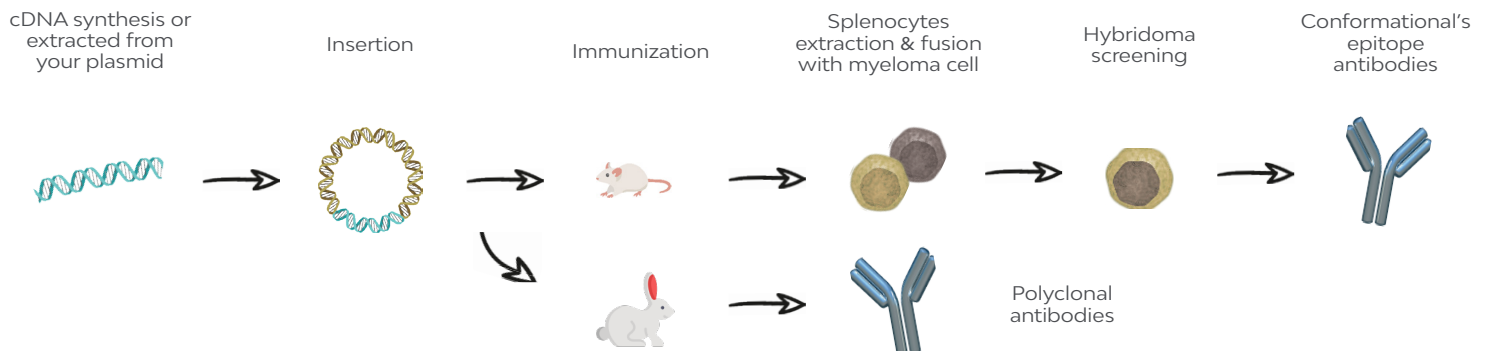 cDNA synthesis or
extracted from
your plasmid
Insertion
Immunization
Splenocytes
extraction & fusion
with myeloma cell
Hybridoma
screening
Conformational's
epitope
antibodies
Polyclonal
antibodies